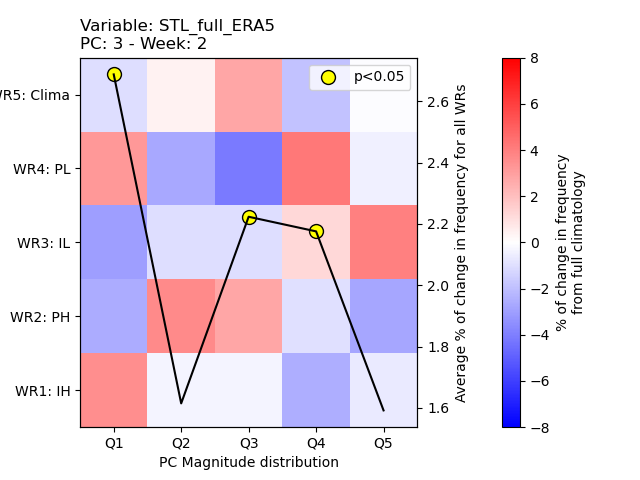 Variable: STL_full_ERA5
PC: 3 - Week: 2
p<0.05
WR5: Clima
WR4: PL
WR3: IL
WR2: PH
WR1: IH
Q1 Q2 Q3 Q4 Q5
PC Magnitude distribution
2.6
2.4
2.2
2.0
1.8
1.6
Average % of change in frequency for all WRs
8
6
4
2
0
−2
−4
−6
−8
% of change in frequency
from full climatology